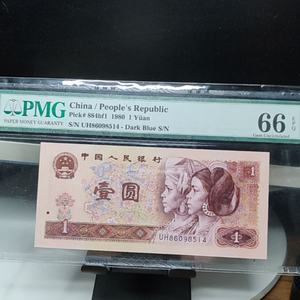 PMG
PAPER MONEY GUARANTY
China / People's Republic
Pick# 884bf1 1980 1 Yüan
S/N UH86098514 - Dark Blue S/N
66 EPQ
Gem Uncirculated
中国人民银行
壹圆
1
1
UH86098514